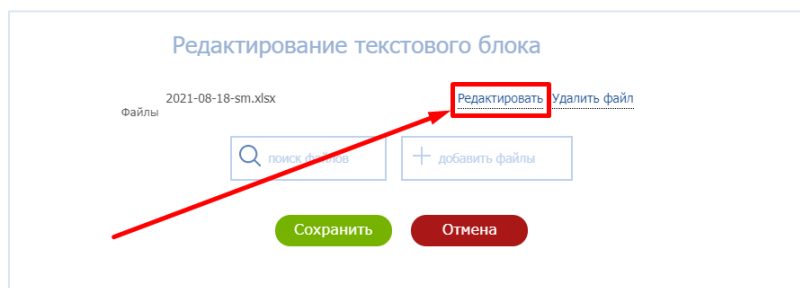 Редактирование текстового блока
2021-08-18-sm.xlsx Редактировать Удалить файл
Файлы
поиск файлов добавить файлы
Сохранить Отмена